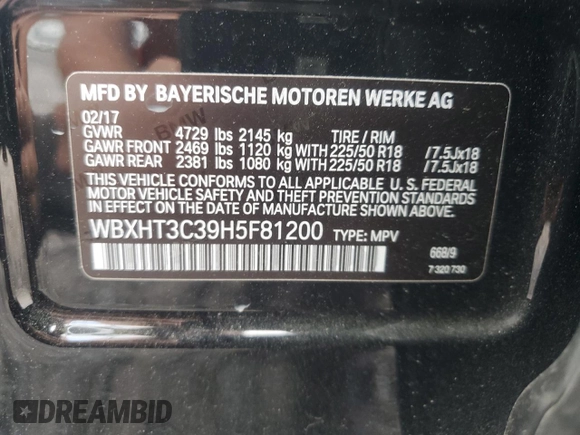 MFD BY BAYERISCHE MOTOREN WERKE AG
02/17
GVWR 4729 lbs 2145 kg TIRE / RIM
GAWR FRONT 2469 lbs 1120 kg WITH 225/50 R18 /7.5Jx18
GAWR REAR 2381 lbs 1080 kg WITH 225/50 R18 /7.5Jx18
THIS VEHICLE CONFORMS TO ALL APPLICABLE U. S. FEDERAL
MOTOR VEHICLE SAFETY AND THEFT PREVENTION
STANDARDS IN EFFECT ON THE DATE OF MANUFACTURE SHOWN ABOVE.
WBXHT3C39H5F81200 TYPE: MPV
668/9
7 320 730
BMW
DREAMBID